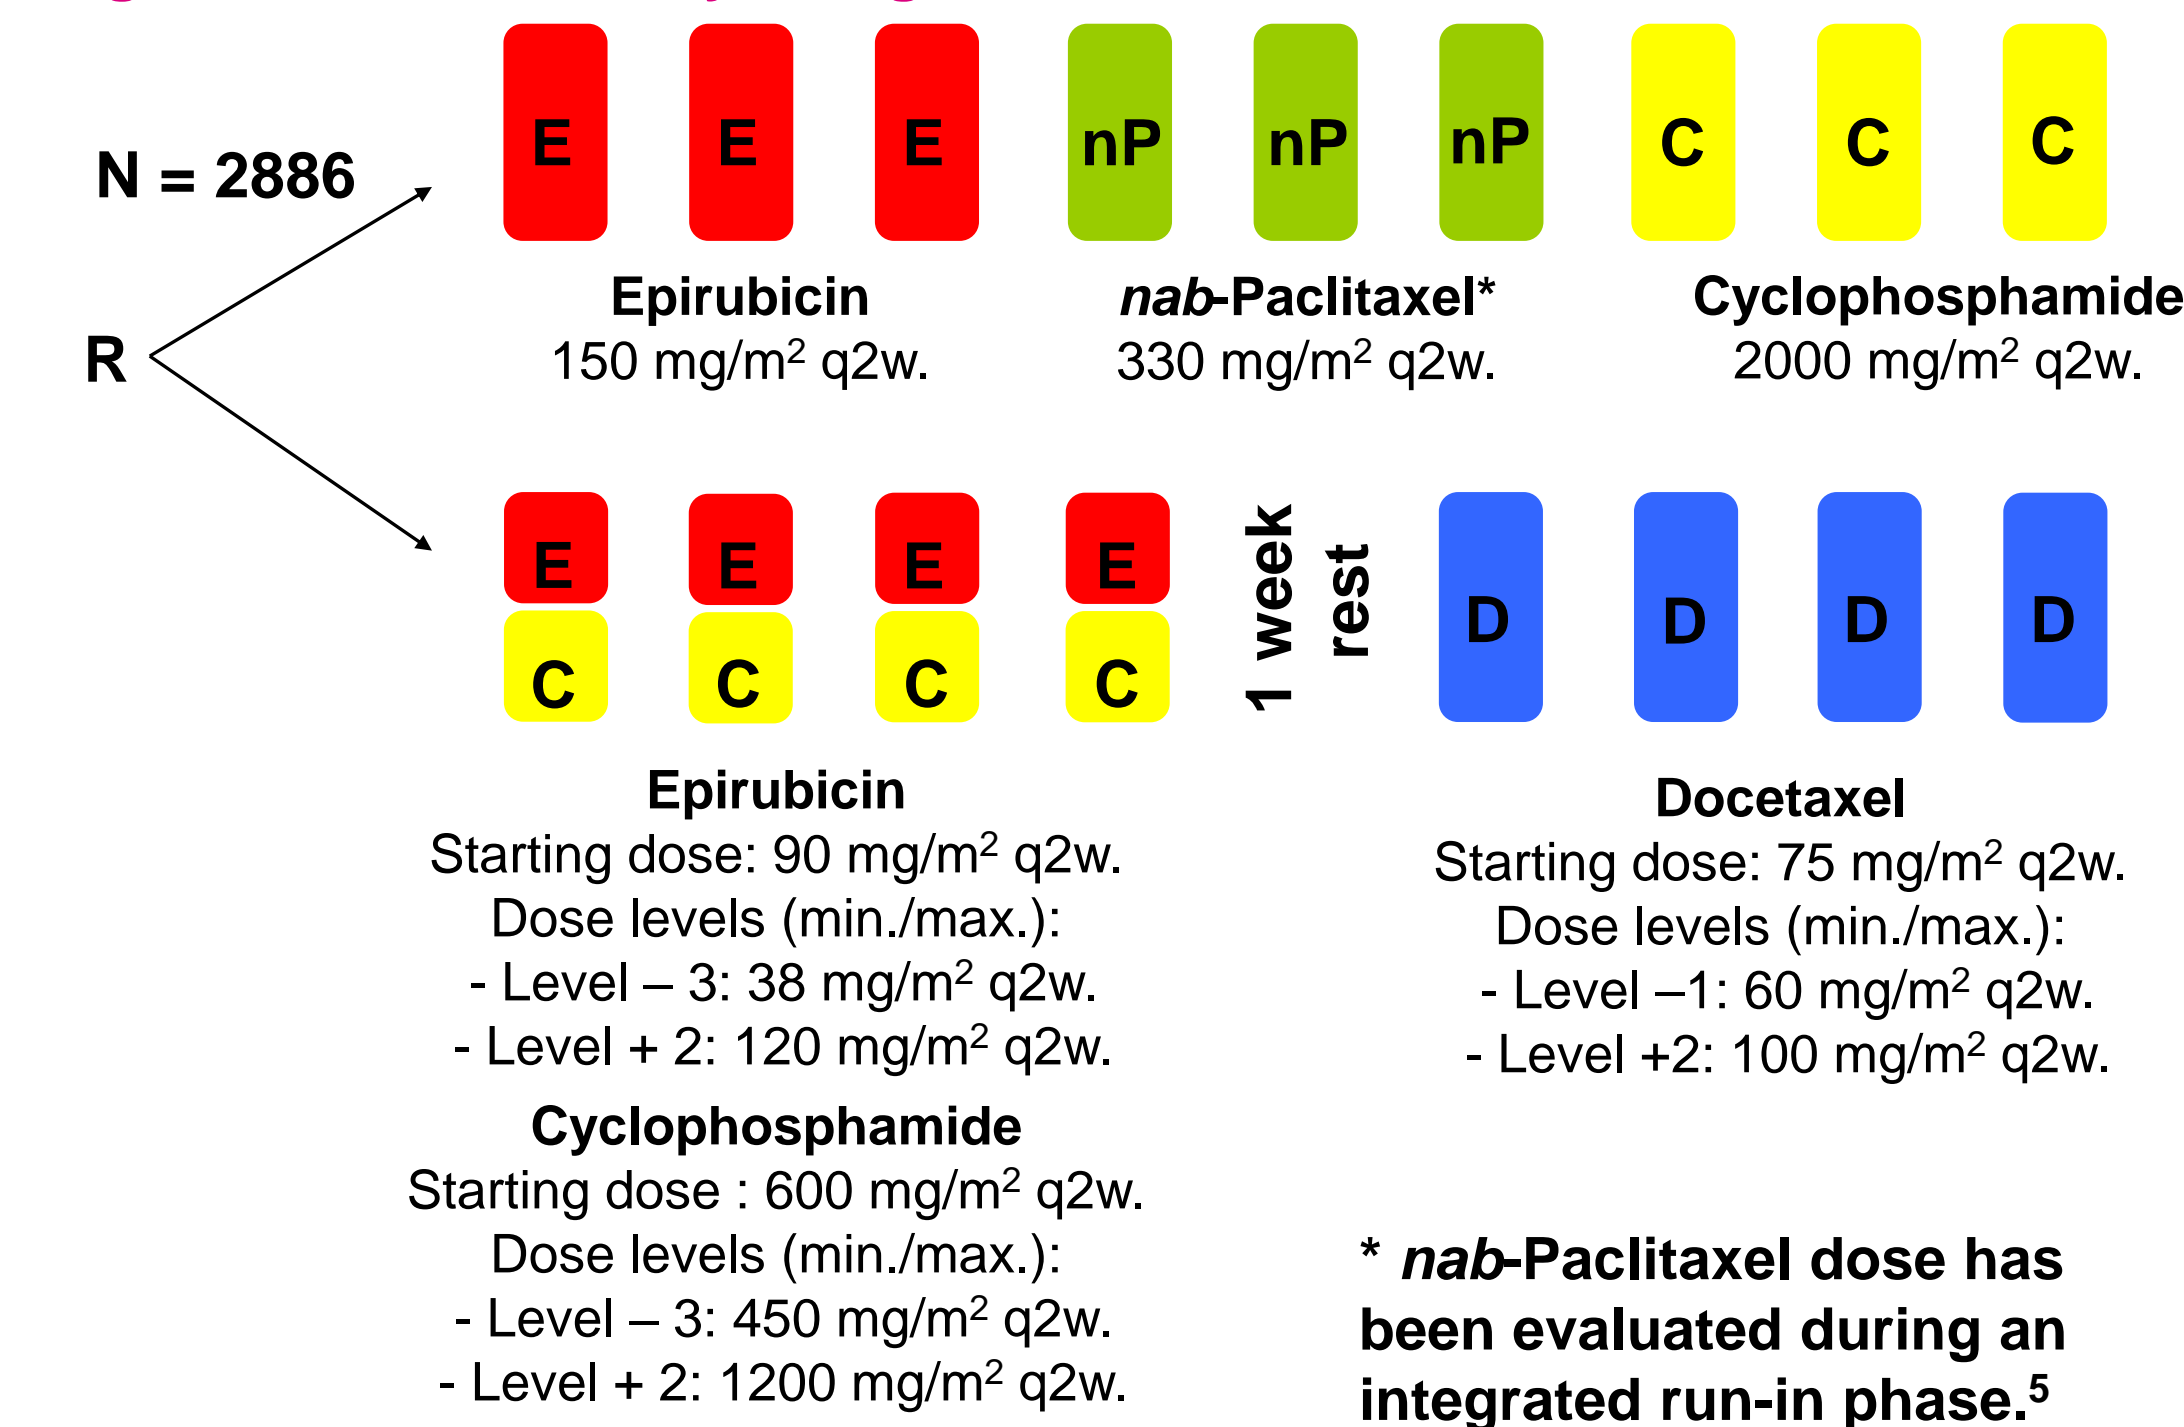 N = 2886
R
E E E nP nP nP C C C
Epirubicin
150 mg/m² q2w.
nab-Paclitaxel*
330 mg/m² q2w.
Cyclophosphamide
2000 mg/m² q2w.
E E E E
C C C C
1 week
rest
D D D D
Epirubicin
Starting dose: 90 mg/m² q2w.
Dose levels (min./max.):
- Level – 3: 38 mg/m² q2w.
- Level + 2: 120 mg/m² q2w.
Cyclophosphamide
Starting dose : 600 mg/m² q2w.
Dose levels (min./max.):
- Level – 3: 450 mg/m² q2w.
- Level + 2: 1200 mg/m² q2w.
Docetaxel
Starting dose: 75 mg/m² q2w.
Dose levels (min./max.):
- Level –1: 60 mg/m² q2w.
- Level +2: 100 mg/m² q2w.
* nab-Paclitaxel dose has
been evaluated during an
integrated run-in phase.⁵